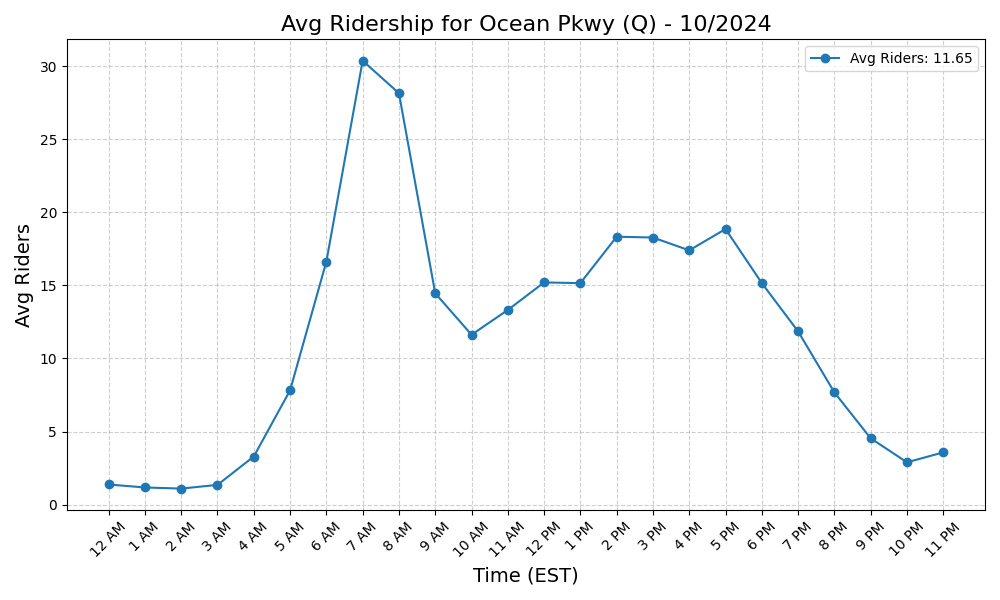 Avg Ridership for Ocean Pkwy (Q) - 10/2024
Avg Riders: 11.65
Avg Riders
30
25
20
15
10
5
0
12 AM
1 AM
2 AM
3 AM
4 AM
5 AM
6 AM
7 AM
8 AM
9 AM
10 AM
11 AM
12 PM
1 PM
2 PM
3 PM
4 PM
5 PM
6 PM
7 PM
8 PM
9 PM
10 PM
11 PM
Time (EST)